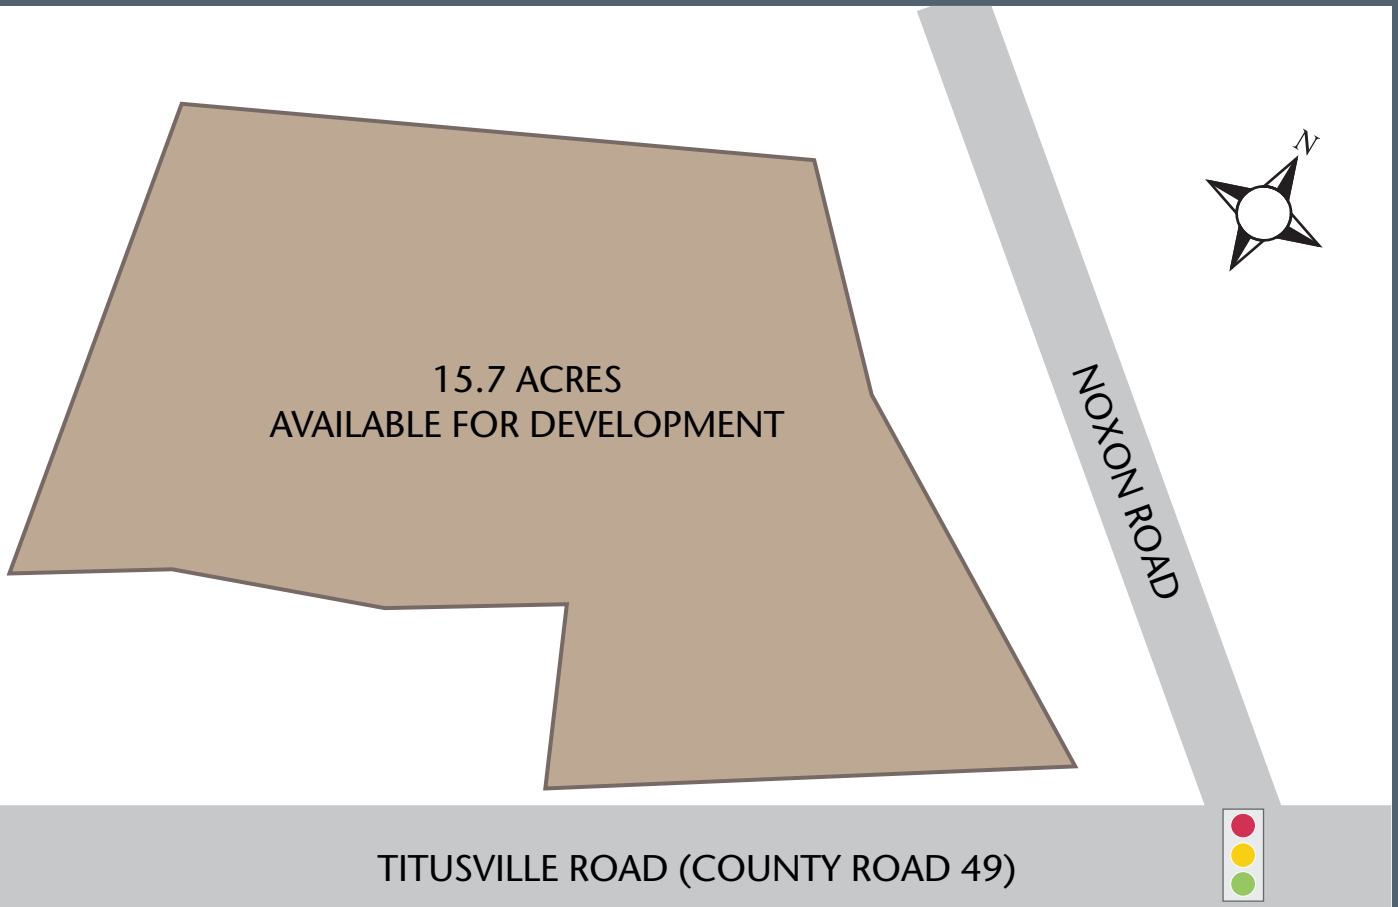 N
15.7 ACRES
AVAILABLE FOR DEVELOPMENT
NOXON ROAD
TITUSVILLE ROAD (COUNTY ROAD 49)